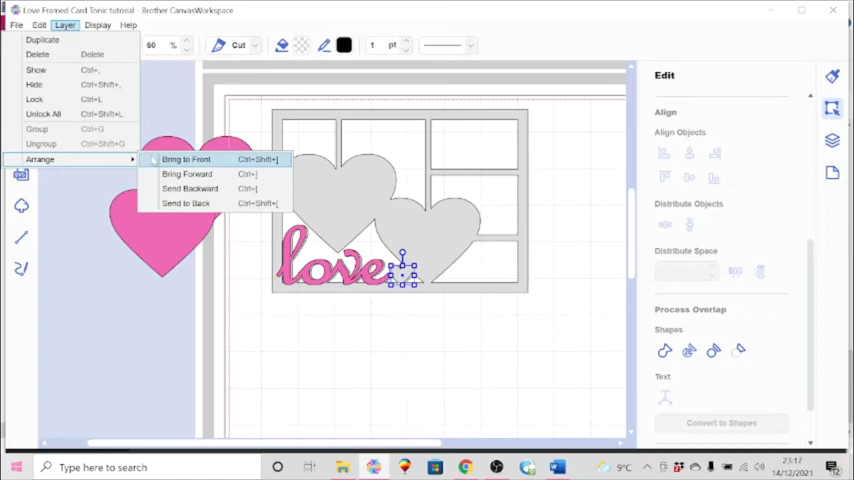 Love Framed Card Tonic tutorial - Brother CanvasWorkspace
File Edit Layer Display Help
Duplicate
Delete Delete
Show Ctrl+,
Hide Ctrl+Shift+,
Lock Ctrl+L
Unlock All Ctrl+Shift+L
Group Ctrl+G
Ungroup Ctrl+Shift+G
Arrange
Bring to Front Ctrl+Shift+]
Bring Forward Ctrl+]
Send Backward Ctrl+[
Send to Back Ctrl+Shift+[
60 %
Cut
1 pt
love
Edit
Align
Align Objects
Distribute Objects
Distribute Space
Process Overlap
Shapes
Text
Convert to Shapes
Type here to search
9°C
23:17
14/12/2021